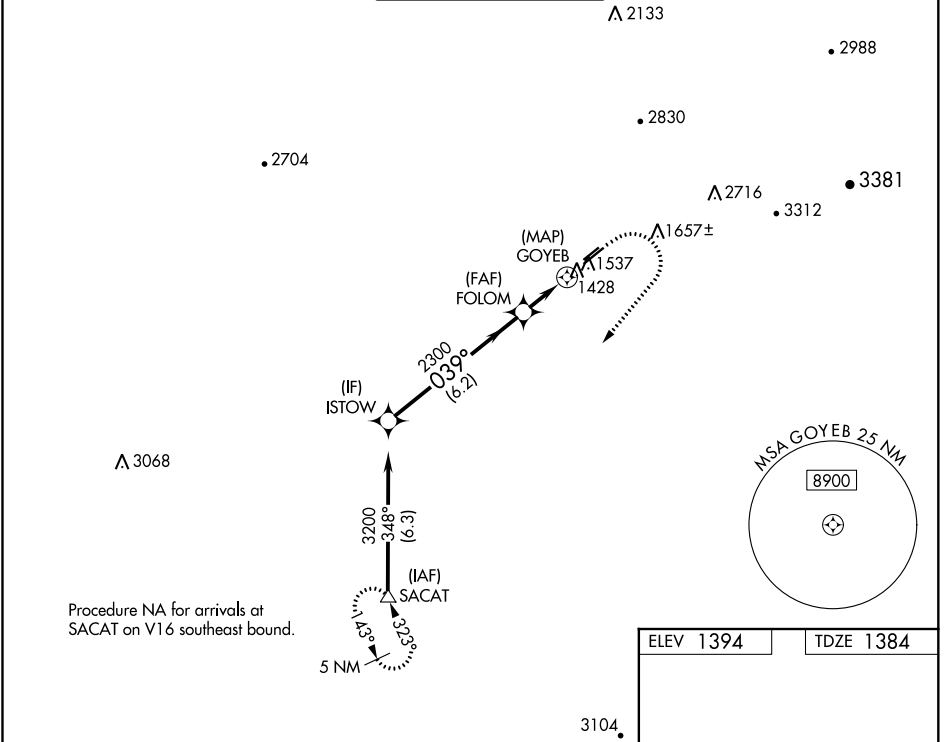 2133
2988
2830
2704
3381
2716
3312
1657±
(MAP)
GOYEB
1537
1428
(FAF)
FOLOM
2300
039°
(6.2)
(IF)
ISTOW
MSA GOYEB 25 NM
8900
3068
3200
348°
(6.3)
(IAF)
SACAT
Procedure NA for arrivals at
SACAT on V16 southeast bound.
143°
323°
5 NM
ELEV 1394
TDZE 1384
3104